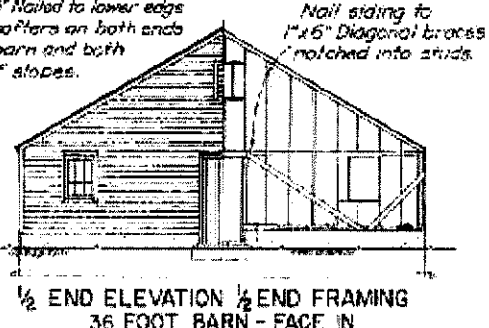 Nailed to lower edges
rafters on both ends
barn and both
slopes.
Nail siding to
1"x6" Diagonal braces
notched into studs.
½ END ELEVATION ½ END FRAMING
36 FOOT BARN - FACE IN